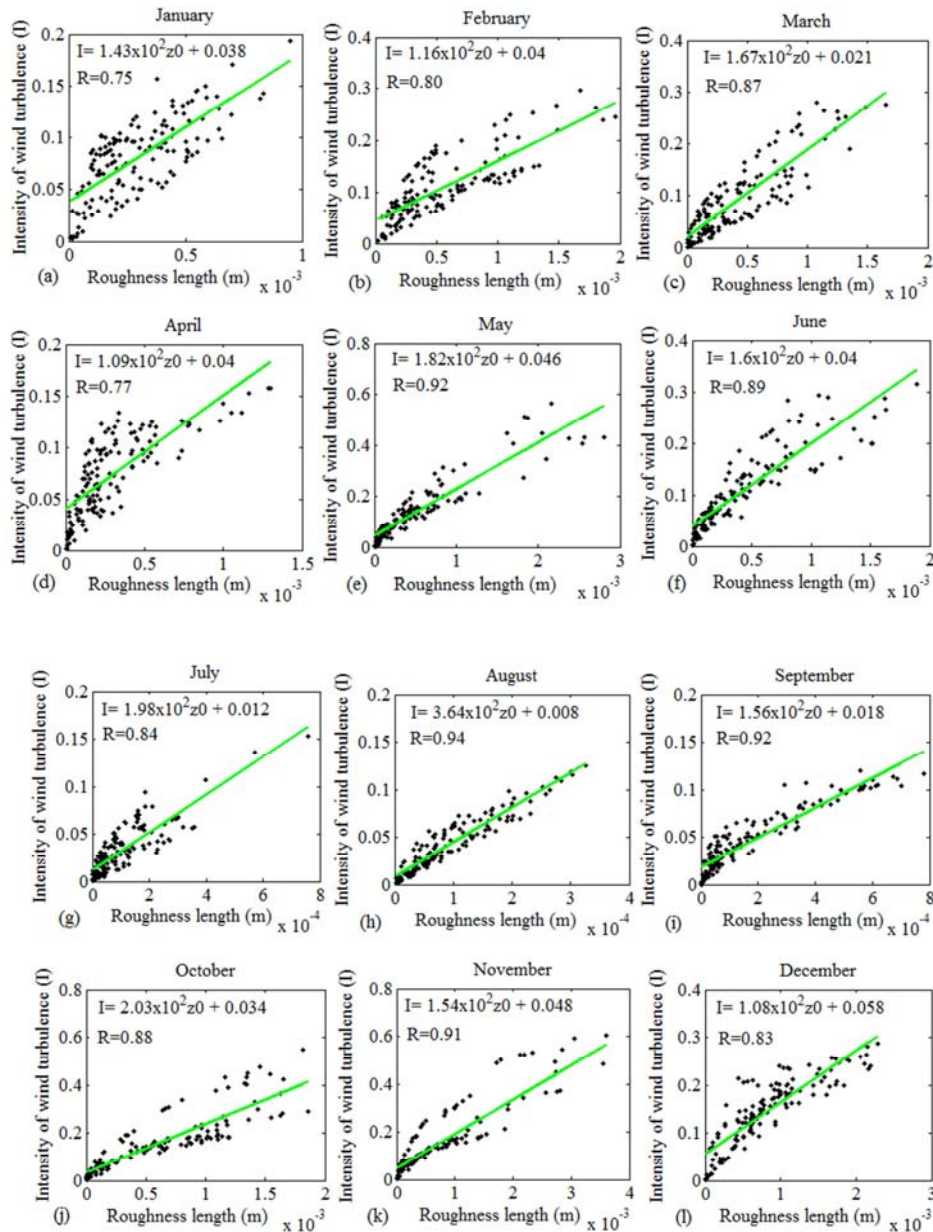 January
Intensity of wind turbulence (I)
0.2
0.15
0.1
0.05
0
I= 1.43x10²z0 + 0.038
R=0.75
0
0.5
1
(a)
Roughness length (m)
x 10⁻³
February
Intensity of wind turbulence (I)
0.4
0.3
0.2
0.1
0
I= 1.16x10²z0 + 0.04
R=0.80
0
0.5
1
1.5
2
(b)
Roughness length (m)
x 10⁻³
March
Intensity of wind turbulence (I)
0.4
0.3
0.2
0.1
0
I= 1.67x10²z0 + 0.021
R=0.87
0
0.5
1
1.5
2
(c)
Roughness length (m)
x 10⁻³
April
Intensity of wind turbulence (I)
0.2
0.15
0.1
0.05
0
I= 1.09x10²z0 + 0.04
R=0.77
0
0.5
1
1.5
(d)
Roughness length (m)
x 10⁻³
May
Intensity of wind turbulence (I)
0.8
0.6
0.4
0.2
0
I= 1.82x10²z0 + 0.046
R=0.92
0
1
2
3
(e)
Roughness length (m)
x 10⁻³
June
Intensity of wind turbulence (I)
0.4
0.3
0.2
0.1
0
I= 1.6x10²z0 + 0.04
R=0.89
0
0.5
1
1.5
2
(f)
Roughness length (m)
x 10⁻³
July
Intensity of wind turbulence (I)
0.2
0.15
0.1
0.05
0
I= 1.98x10²z0 + 0.012
R=0.84
0
2
4
6
8
(g)
Roughness length (m)
x 10⁻⁴
August
Intensity of wind turbulence (I)
0.2
0.15
0.1
0.05
0
I= 3.64x10²z0 + 0.008
R=0.94
0
1
2
3
4
(h)
Roughness length (m)
x 10⁻⁴
September
Intensity of wind turbulence (I)
0.2
0.15
0.1
0.05
0
I= 1.56x10²z0 + 0.018
R=0.92
0
2
4
6
8
(i)
Roughness length (m)
x 10⁻⁴
October
Intensity of wind turbulence (I)
0.8
0.6
0.4
0.2
0
I= 2.03x10²z0 + 0.034
R=0.88
0
0.5
1
1.5
2
(j)
Roughness length (m)
x 10⁻³
November
Intensity of wind turbulence (I)
0.8
0.6
0.4
0.2
0
I= 1.54x10²z0 + 0.048
R=0.91
0
1
2
3
4
(k)
Roughness length (m)
x 10⁻³
December
Intensity of wind turbulence (I)
0.4
0.3
0.2
0.1
0
I= 1.08x10²z0 + 0.058
R=0.83
0
1
2
3
(l)
Roughness length (m)
x 10⁻³